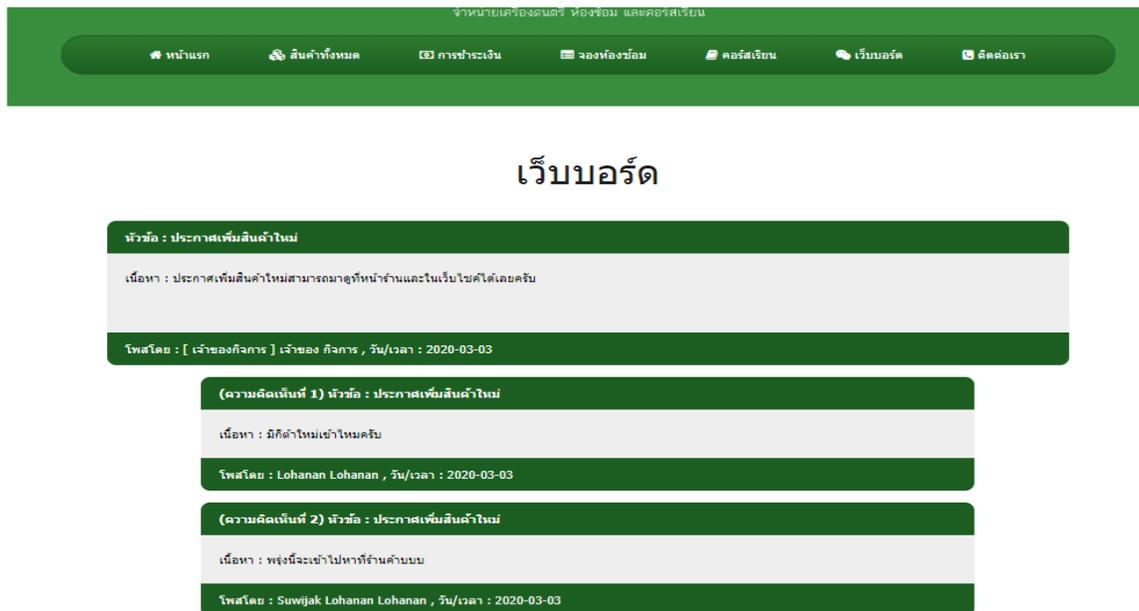 จำหน่ายเครื่องดนตรี ห้องซ้อม และคอร์สเรียน
หน้าแรก สินค้าทั้งหมด การชำระเงิน จองห้องซ้อม คอร์สเรียน เว็บบอร์ด ติดต่อเรา
เว็บบอร์ด
หัวข้อ : ประกาศเพิ่มสินค้าใหม่
เนื้อหา : ประกาศเพิ่มสินค้าใหม่สามารถมาดูที่หน้าร้านและในเว็บไซค์ได้เลยครับ
โพสโดย : [ เจ้าของกิจการ ] เจ้าของ กิจการ , วัน/เวลา : 2020-03-03
(ความคิดเห็นที่ 1) หัวข้อ : ประกาศเพิ่มสินค้าใหม่
เนื้อหา : มีกีต้าใหม่เข้าไหมครับ
โพสโดย : Lohanan Lohanan , วัน/เวลา : 2020-03-03
(ความคิดเห็นที่ 2) หัวข้อ : ประกาศเพิ่มสินค้าใหม่
เนื้อหา : พรุ่งนี้จะเข้าไปหาที่ร้านค้าบบบ
โพสโดย : Suwijak Lohanan Lohanan , วัน/เวลา : 2020-03-03